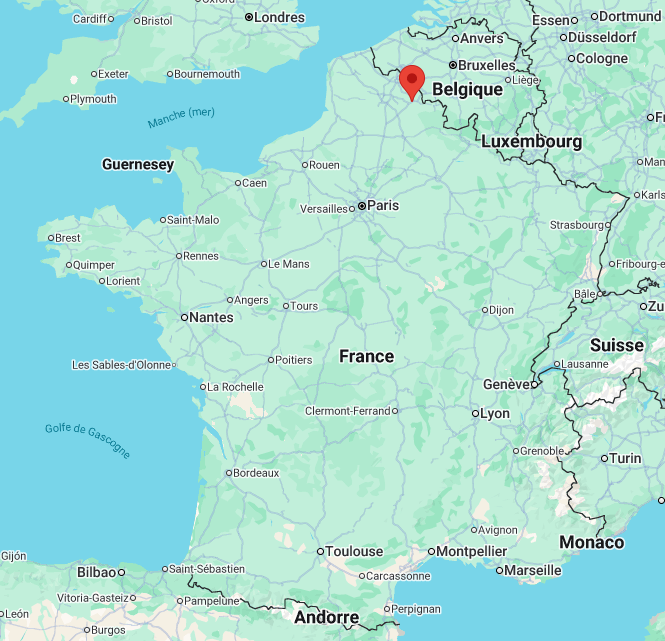 Oxford
Cardiff
Bristol
Londres
Essen
Dortmund
Anvers
Düsseldorf
Bruxelles
Cologne
Exeter
Bournemouth
Liège
Belgique
Plymouth
Manche (mer)
Luxembourg
Guernesey
Rouen
Caen
Versailles
Paris
Karls
Saint-Malo
Strasbourg
Brest
Rennes
Quimper
Le Mans
Fribourg-e
Lorient
Angers
Tours
Bâle
Zu
Nantes
Dijon
Suisse
France
Les Sables-d'Olonne
Poitiers
Lausanne
Genève
La Rochelle
Clermont-Ferrand
Lyon
Golfe de Gascogne
Grenoble
Turin
Bordeaux
Avignon
Monaco
Toulouse
Montpellier
Gijón
Bilbao
Saint-Sébastien
Marseille
Carcassonne
Vitoria-Gasteiz
Pampelune
Perpignan
León
Andorre
Burgos